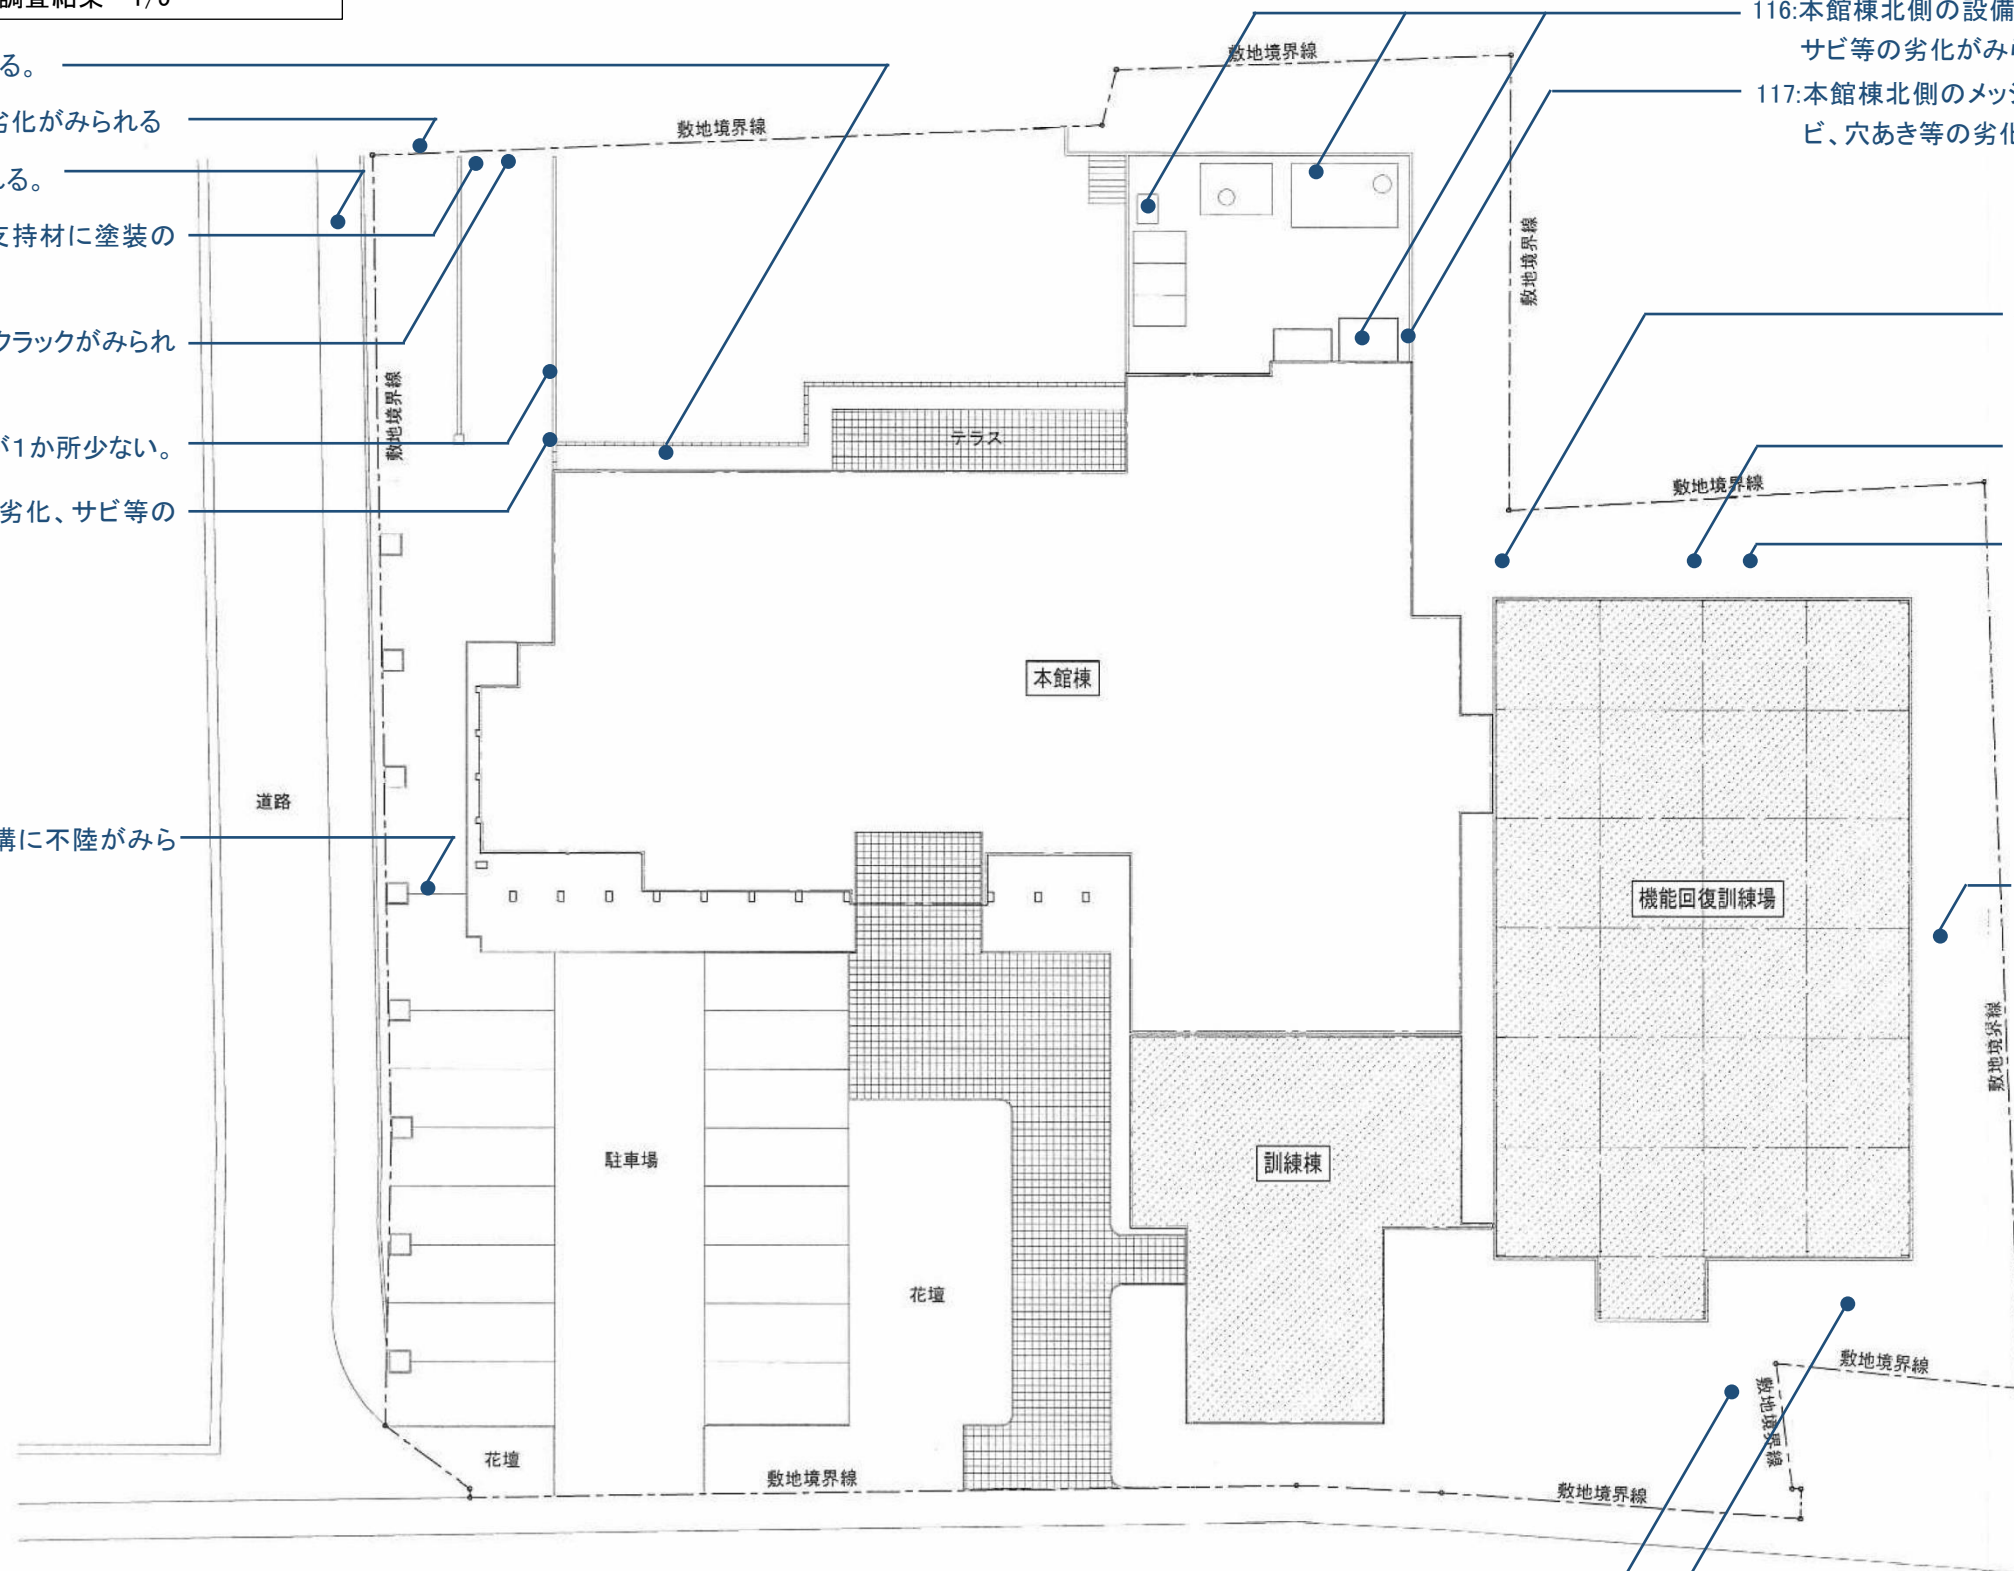 調査結果 1/6
116:本館棟北側の設備
サビ等の劣化がみ
117:本館棟北側のメッ
ビ、穴あき等の劣化
る。
劣化がみられる
る。
支持材に塗装の
クラックがみられ
が1か所少ない。
劣化、サビ等の
溝に不陸がみら
敷地境界線
敷地境界線
敷地境界線
敷地境界線
敷地境界線
テラス
本館棟
道路
機能回復訓練場
敷地境界線
駐車場
訓練棟
花壇
敷地境界線
敷地境界線
花壇
敷地境界線
敷地境界線